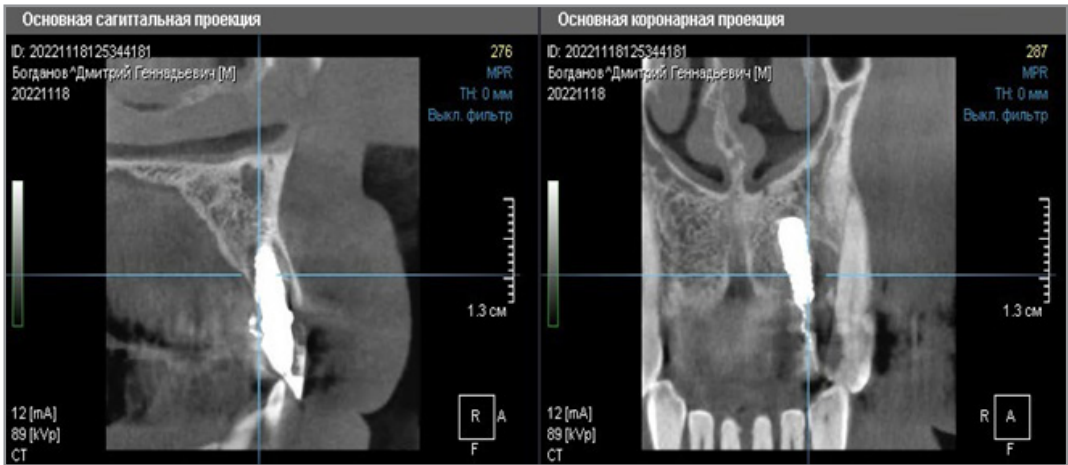 Основная сагиттальная проекция
ID: 20221118125344181
Богданов^Дмитрий Геннадьевич [M]
20221118
276
MPR
TH: 0 мм
Выкл. фильтр
1.3 см
12 [mA]
89 [kVp]
CT
R
A
F
Основная коронарная проекция
ID: 20221118125344181
Богданов^Дмитрий Геннадьевич [M]
20221118
287
MPR
TH: 0 мм
Выкл. фильтр
1.3 см
12 [mA]
89 [kVp]
CT
R
A
F